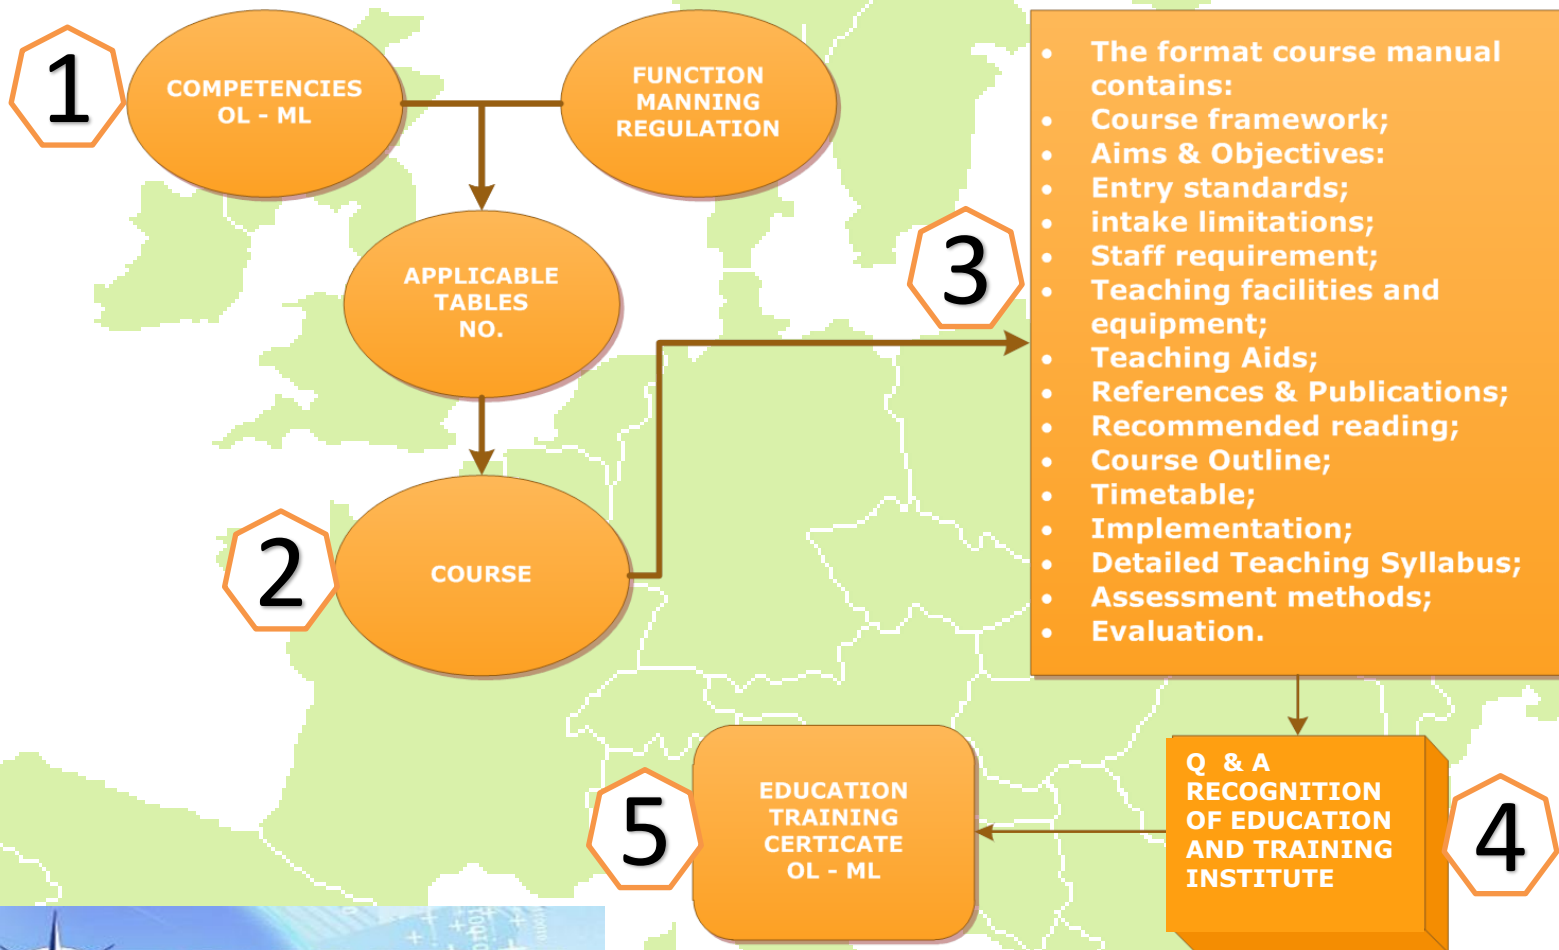 1
COMPETENCIES
OL - ML
FUNCTION
MANNING
REGULATION
APPLICABLE
TABLES
NO.
2
COURSE
3
• The format course manual
contains:
• Course framework;
• Aims & Objectives:
• Entry standards;
• intake limitations;
• Staff requirement;
• Teaching facilities and
equipment;
• Teaching Aids;
• References & Publications;
• Recommended reading;
• Course Outline;
• Timetable;
• Implementation;
• Detailed Teaching Syllabus;
• Assessment methods;
• Evaluation.
Q & A
RECOGNITION
OF EDUCATION
AND TRAINING
INSTITUTE
4
5
EDUCATION
TRAINING
CERTICATE
OL - ML